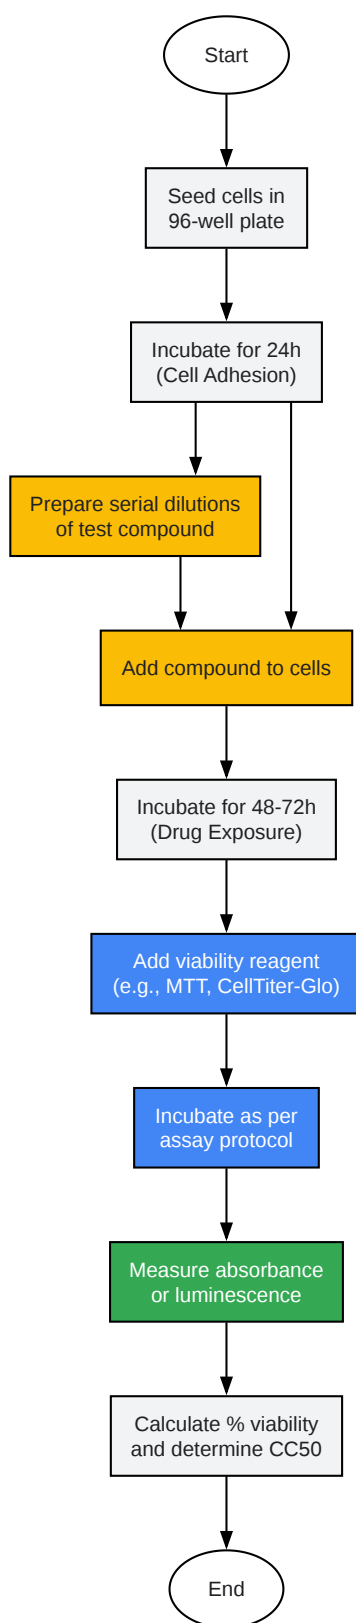 Start
Seed cells in
96-well plate
Incubate for 24h
(Cell Adhesion)
Prepare serial dilutions
of test compound
Add compound to cells
Incubate for 48-72h
(Drug Exposure)
Add viability reagent
(e.g., MTT, CellTiter-Glo)
Incubate as per
assay protocol
Measure absorbance
or luminescence
Calculate % viability
and determine CC50
End